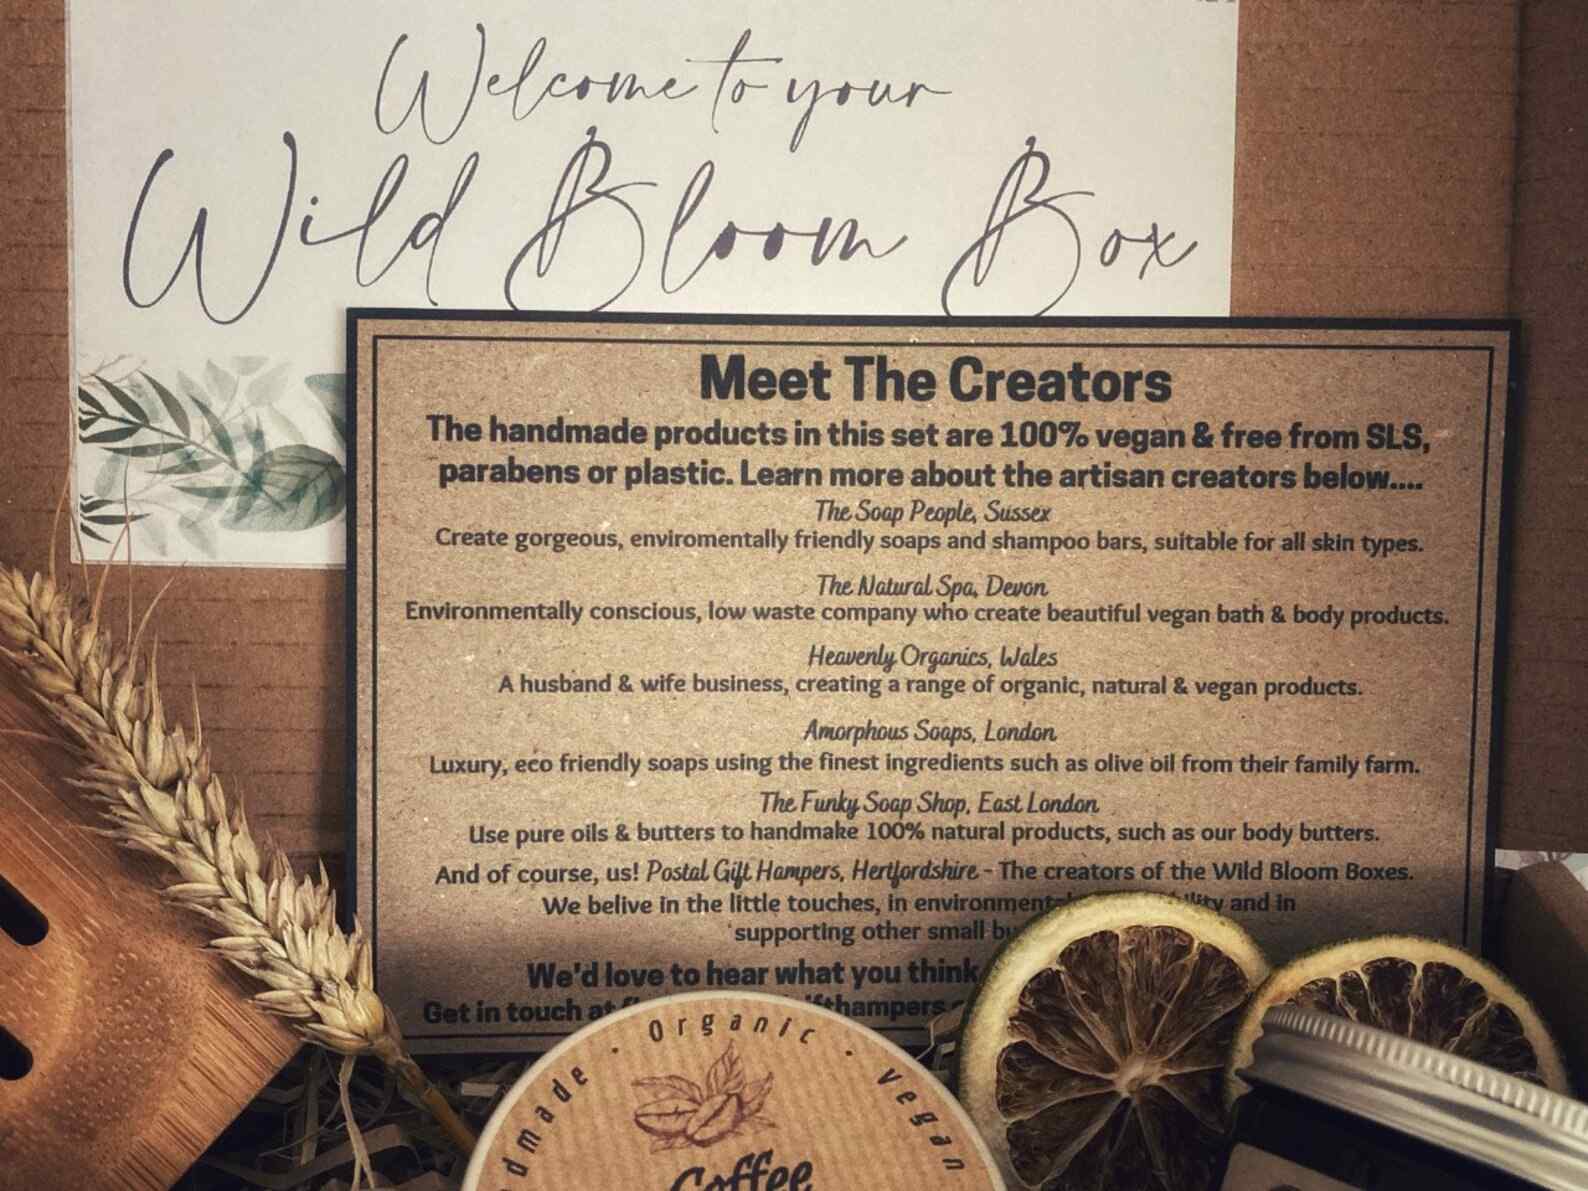 Welcome to your
Wild Bloom Box
Meet The Creators
The handmade products in this set are 100% vegan & free from SLS,
parabens or plastic. Learn more about the artisan creators below....
The Soap People, Sussex
Create gorgeous, enviromentally friendly soaps and shampoo bars, suitable for all skin types.
The Natural Spa, Devon
Environmentally conscious, low waste company who create beautiful vegan bath & body products.
Heavenly Organics, Wales
A husband & wife business, creating a range of organic, natural & vegan products.
Amorphous Soaps, London
Luxury, eco friendly soaps using the finest ingredients such as olive oil from their family farm.
The Funky Soap Shop, East London
Use pure oils & butters to handmake 100% natural products, such as our body butters.
And of course, us! Postal Gift Hampers, Hertfordshire - The creators of the Wild Bloom Boxes.
We belive in the little touches, in and in
supporting other small
We'd love to hear what you think
Get in touch at
Organic · Vegan
Coffee